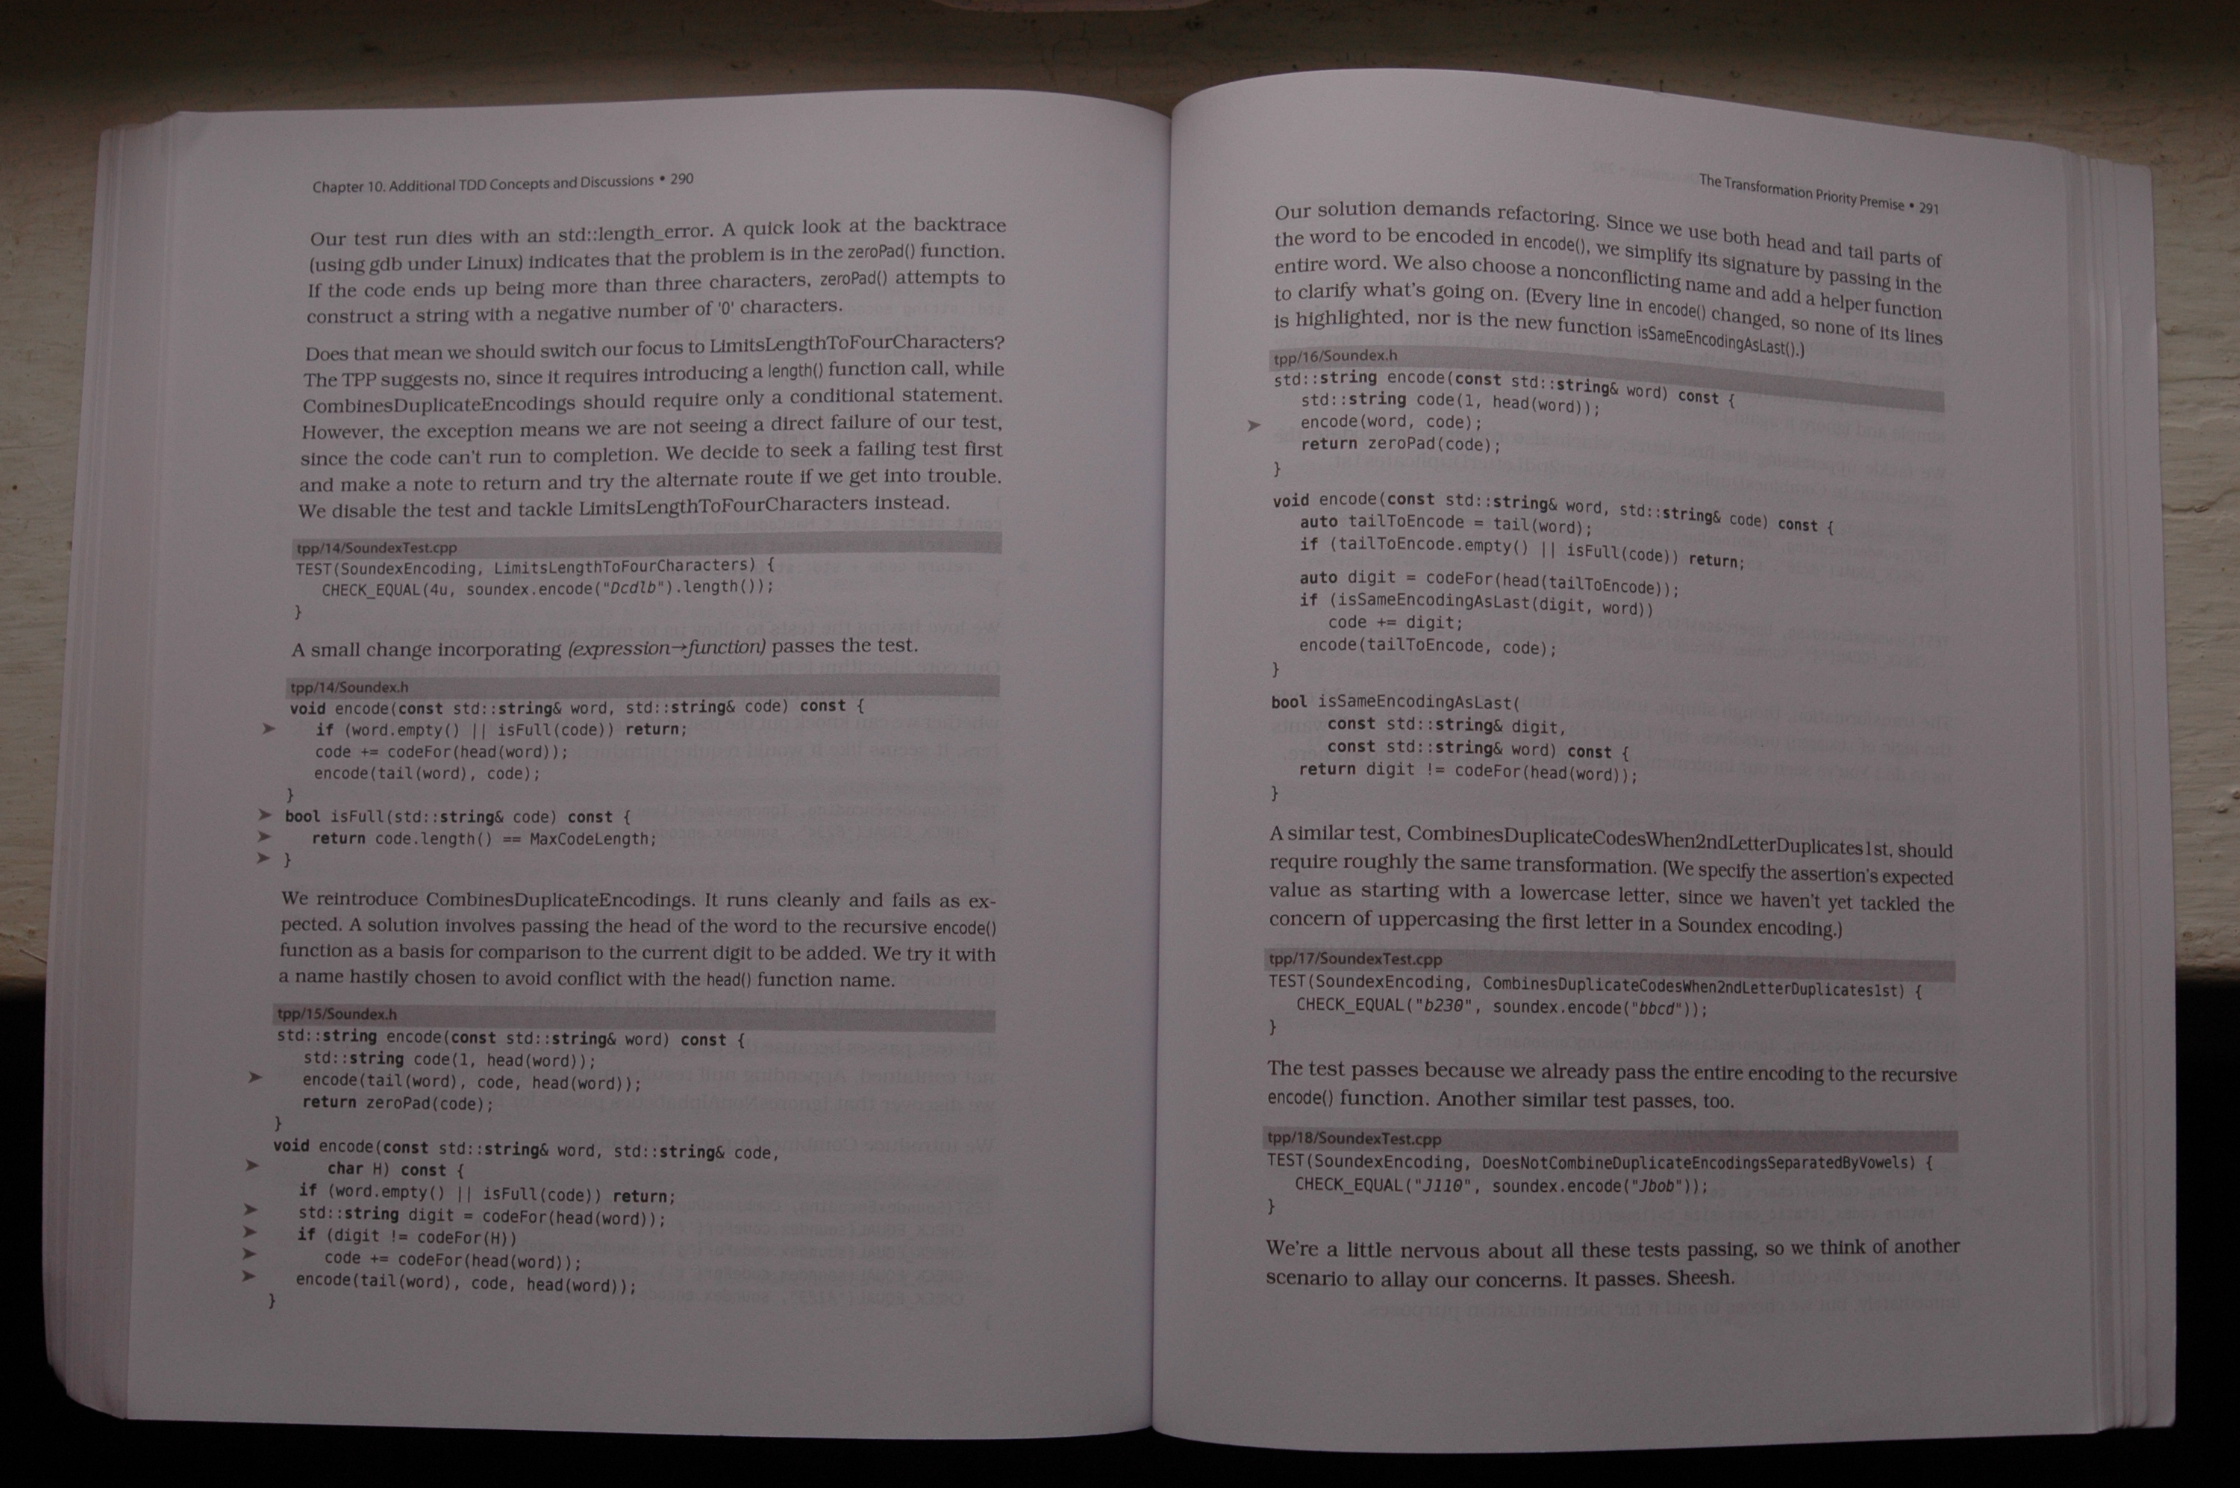 Chapter 10. Additional TDD Concepts and Discussions • 290
Our test run dies with an std::length_error. A quick look at the backtrace
(using gdb under Linux) indicates that the problem is in the zeroPad() function.
If the code ends up being more than three characters, zeroPad() attempts to
construct a string with a negative number of '0' characters.
Does that mean we should switch our focus to LimitsLengthToFourCharacters?
The TPP suggests no, since it requires introducing a length() function call, while
CombinesDuplicateEncodings should require only a conditional statement.
However, the exception means we are not seeing a direct failure of our test,
since the code can't run to completion. We decide to seek a failing test first
and make a note to return and try the alternate route if we get into trouble.
We disable the test and tackle LimitsLengthToFourCharacters instead.
tpp/14/SoundexTest.cpp
TEST(SoundexEncoding, LimitsLengthToFourCharacters) {
CHECK_EQUAL(4u, soundex.encode("Dcdlb").length());
}
A small change incorporating (expression→function) passes the test.
tpp/14/Soundex.h
void encode(const std::string& word, std::string& code) const {
➤ if (word.empty() || isFull(code)) return;
code += codeFor(head(word));
encode(tail(word), code);
}
➤ bool isFull(std::string& code) const {
➤ return code.length() == MaxCodeLength;
➤ }
We reintroduce CombinesDuplicateEncodings. It runs cleanly and fails as ex-
pected. A solution involves passing the head of the word to the recursive encode()
function as a basis for comparison to the current digit to be added. We try it with
a name hastily chosen to avoid conflict with the head() function name.
tpp/15/Soundex.h
std::string encode(const std::string& word) const {
std::string code(1, head(word));
➤ encode(tail(word), code, head(word));
return zeroPad(code);
}
void encode(const std::string& word, std::string& code,
➤ char H) const {
if (word.empty() || isFull(code)) return;
➤ std::string digit = codeFor(head(word));
➤ if (digit != codeFor(H))
➤ code += codeFor(head(word));
➤ encode(tail(word), code, head(word));
}
The Transformation Priority Premise • 291
Our solution demands refactoring. Since we use both head and tail parts of
the word to be encoded in encode(), we simplify its signature by passing in the
entire word. We also choose a nonconflicting name and add a helper function
to clarify what's going on. (Every line in encode() changed, so none of its lines
is highlighted, nor is the new function isSameEncodingAsLast().)
tpp/16/Soundex.h
std::string encode(const std::string& word) const {
std::string code(1, head(word));
➤ encode(word, code);
return zeroPad(code);
}
void encode(const std::string& word, std::string& code) const {
auto tailToEncode = tail(word);
if (tailToEncode.empty() || isFull(code)) return;
auto digit = codeFor(head(tailToEncode));
if (isSameEncodingAsLast(digit, word))
code += digit;
encode(tailToEncode, code);
}
bool isSameEncodingAsLast(
const std::string& digit,
const std::string& word) const {
return digit != codeFor(head(word));
}
A similar test, CombinesDuplicateCodesWhen2ndLetterDuplicates1st, should
require roughly the same transformation. (We specify the assertion's expected
value as starting with a lowercase letter, since we haven't yet tackled the
concern of uppercasing the first letter in a Soundex encoding.)
tpp/17/SoundexTest.cpp
TEST(SoundexEncoding, CombinesDuplicateCodesWhen2ndLetterDuplicates1st) {
CHECK_EQUAL("b230", soundex.encode("bbcd"));
}
The test passes because we already pass the entire encoding to the recursive
encode() function. Another similar test passes, too.
tpp/18/SoundexTest.cpp
TEST(SoundexEncoding, DoesNotCombineDuplicateEncodingsSeparatedByVowels) {
CHECK_EQUAL("J110", soundex.encode("Jbob"));
}
We're a little nervous about all these tests passing, so we think of another
scenario to allay our concerns. It passes. Sheesh.